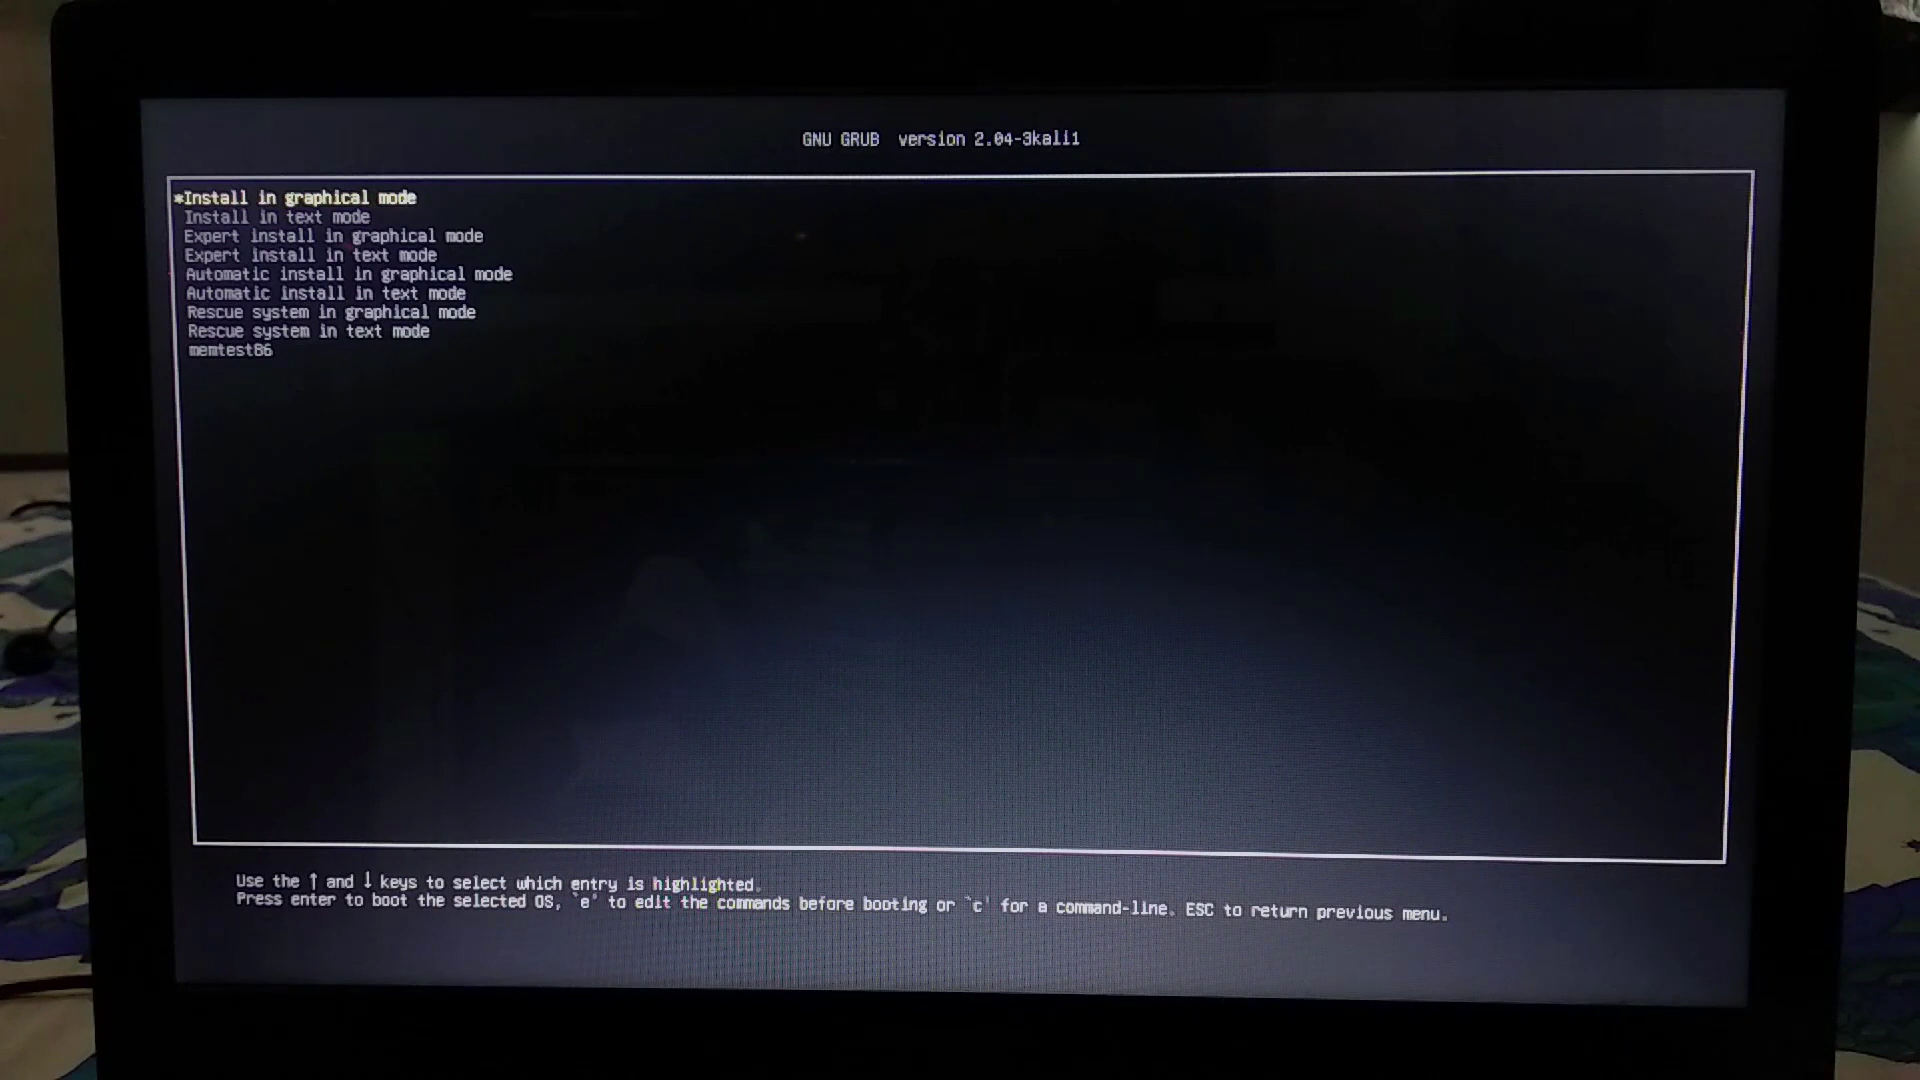 GNU GRUB version 2.04-3kali1
*Install in graphical mode
Install in text mode
Expert install in graphical mode
Expert install in text mode
Automatic install in graphical mode
Automatic install in text mode
Rescue system in graphical mode
Rescue system in text mode
memtest86
Use the ↑ and ↓ keys to select which entry is highlighted.
Press enter to boot the selected OS, `e' to edit the commands before booting or `c' for a command-line. ESC to return previous menu.